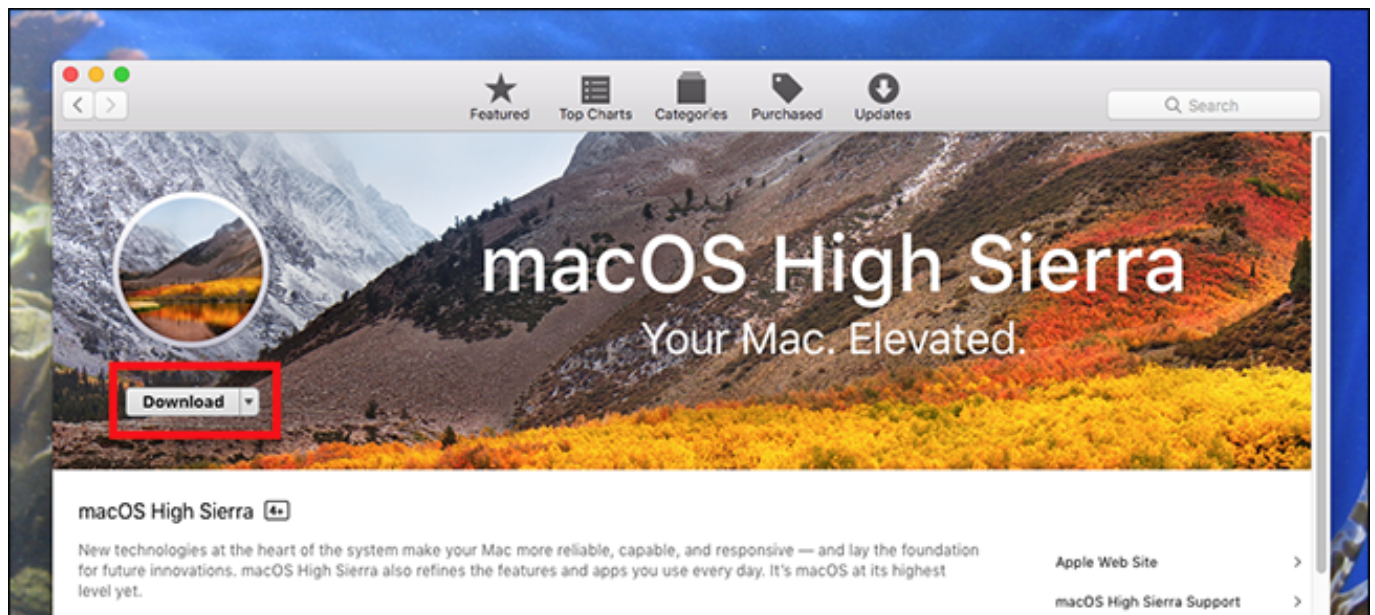 Featured Top Charts Categories Purchased Updates
Search
macOS High Sierra
Your Mac. Elevated.
Download
macOS High Sierra 4+
New technologies at the heart of the system make your Mac more reliable, capable, and responsive — and lay the foundation
for future innovations. macOS High Sierra also refines the features and apps you use every day. It's macOS at its highest
level yet.
Apple Web Site
macOS High Sierra Support